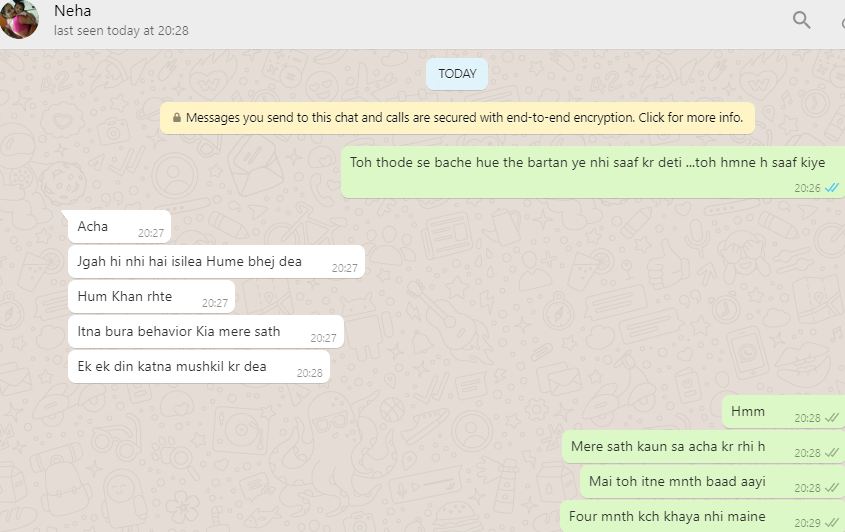 Neha
last seen today at 20:28
TODAY
Messages you send to this chat and calls are secured with end-to-end encryption. Click for more info.
Toh thode se bache hue the bartan ye nhi saaf kr deti ...toh hmne h saaf kiye
20:26
Acha 20:27
Jgah hi nhi hai isilea Hume bhej dea 20:27
Hum Khan rhte 20:27
Itna bura behavior Kia mere sath 20:27
Ek ek din katna mushkil kr dea 20:28
Hmm 20:28
Mere sath kaun sa acha kr rhi h 20:28
Mai toh itne mnth baad aayi 20:28
Four mnth kch khaya nhi maine 20:29